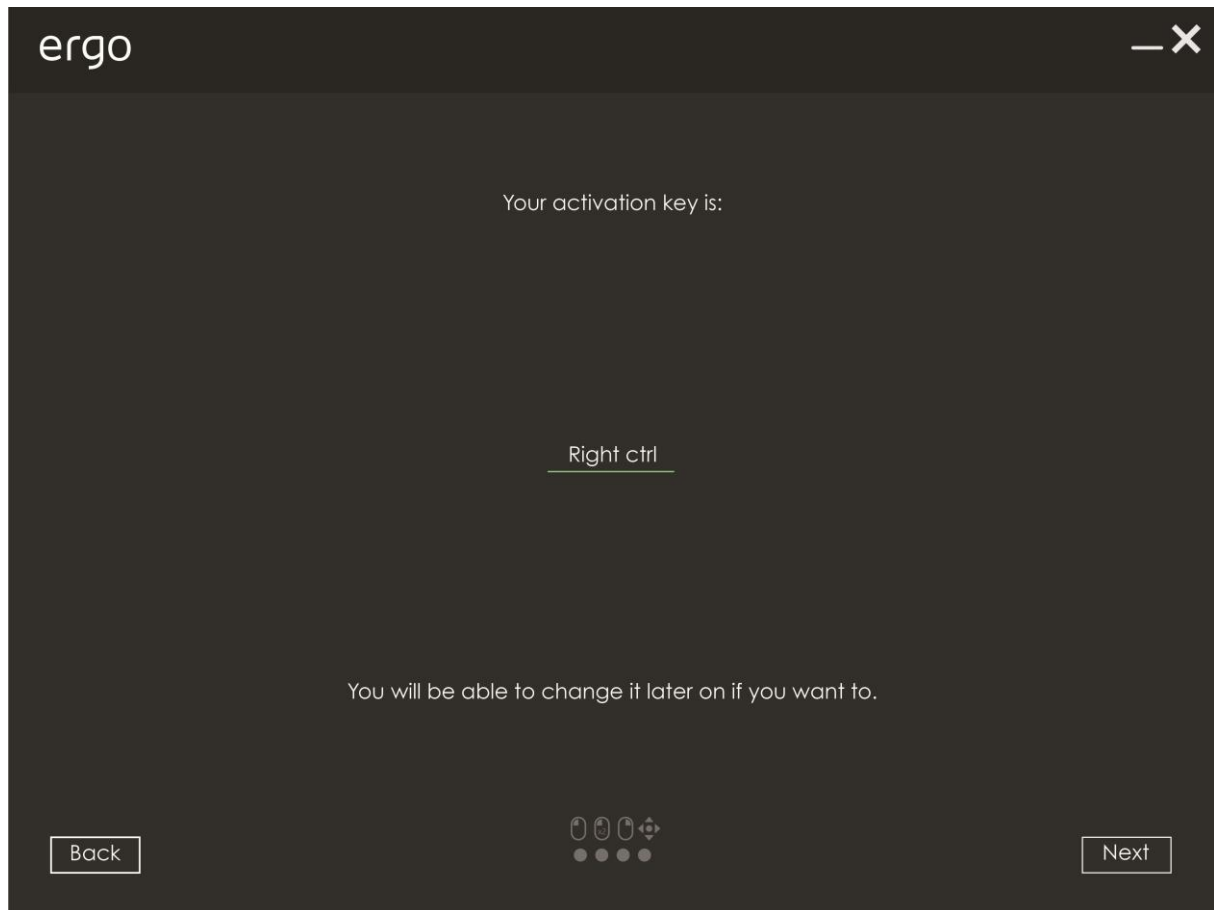 ergo
Your activation key is:
Right ctrl
You will be able to change it later on if you want to.
x2
Back
Next